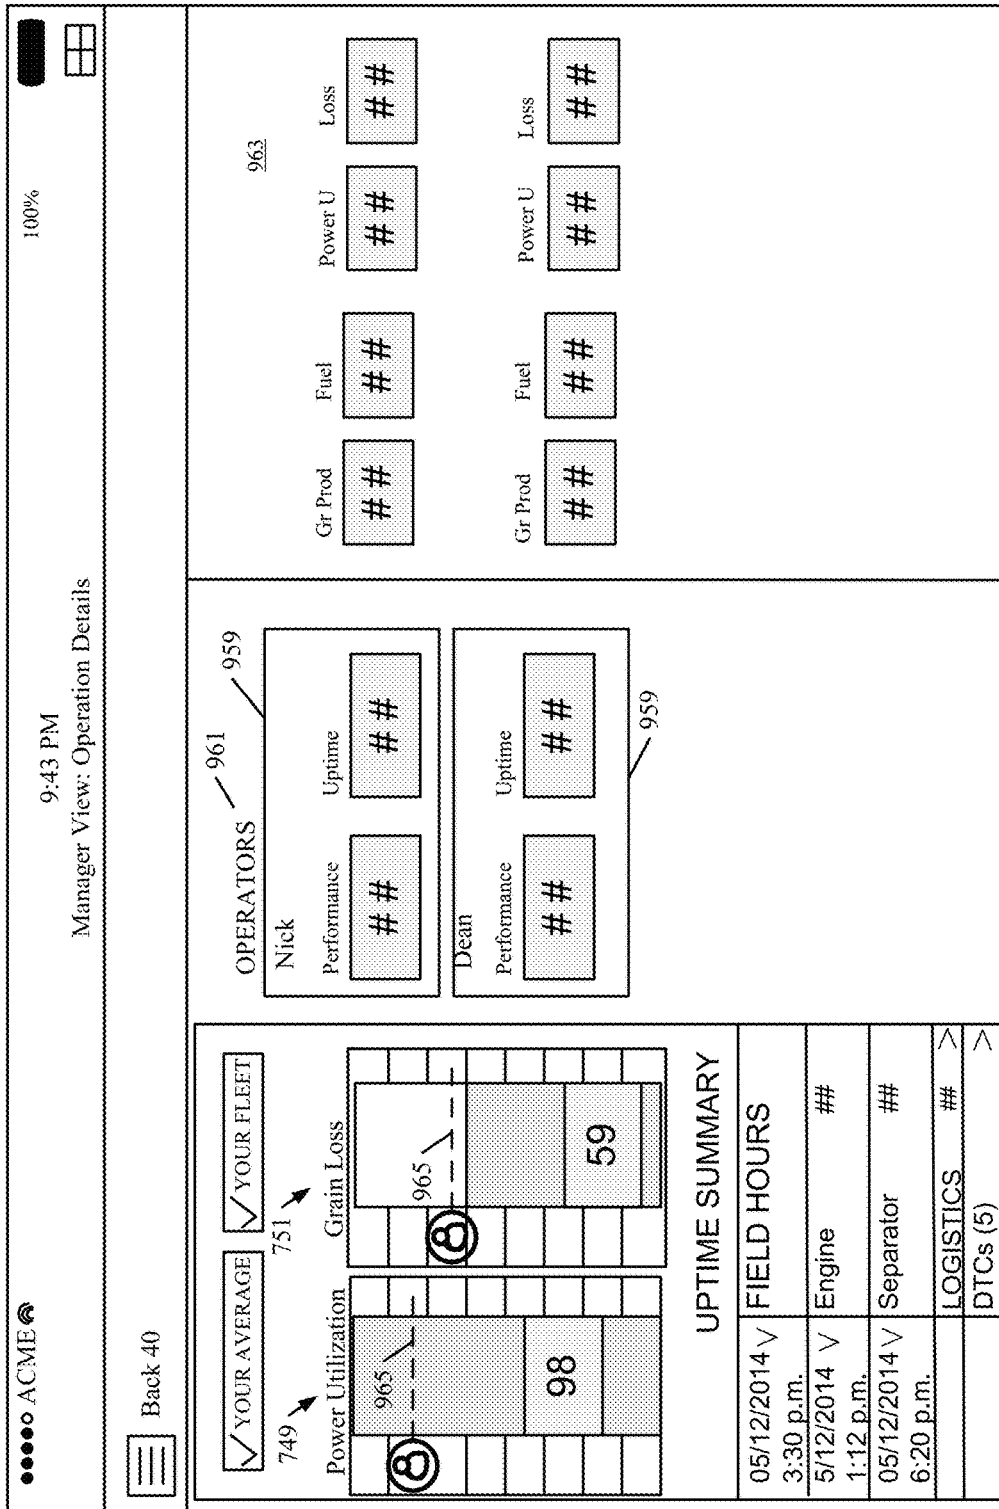 ACME
9:43 PM
100%
Manager View: Operation Details
Back 40
✓ YOUR AVERAGE
✓ YOUR FLEET
749
751
Power Utilization
Grain Loss
965
965
98
59
UPTIME SUMMARY
05/12/2014 V
3:30 p.m.
FIELD HOURS
5/12/2014 V
1:12 p.m.
Engine ##
05/12/2014 V
6:20 p.m.
Separator ##
LOGISTICS ## >
DTCs (5) >
OPERATORS
961
959
Nick
Performance Uptime
## ##
Dean
Performance Uptime
## ##
959
963
Gr Prod Fuel Power U Loss
## ## ## ##
Gr Prod Fuel Power U Loss
## ## ## ##